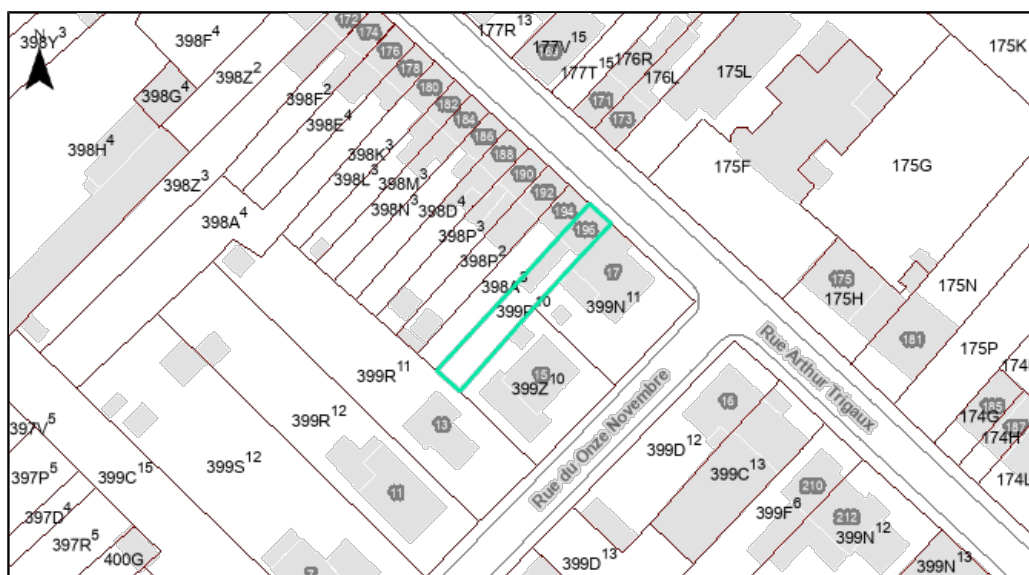 N
398Y³
398F⁴
172
174
176
178
180
182
184
186
188
190
192
194
196
177R¹³
177V¹⁵
177T¹⁵
176R
176L
175L
175K
171
173
398G⁴
398Z²
398F²
398E⁴
398H⁴
398K³
398L³
398M³
398N³
398D⁴
398Z³
398A⁴
398P³
398P²
398A³
175F
175G
17
399N¹¹
175
175H
175N
181
175P
399R¹¹
15
399Z¹⁰
13
Rue du Onze Novembre
Rue Arthur Trigaux
16
185
174G
187
174H
174L
397V⁵
399R¹²
399D¹²
397P⁵
399C¹⁵
399S¹²
399C¹³
11
210
212
399F⁶
399N¹²
397D⁴
397R⁵
400G
399D¹³
399N¹³
7